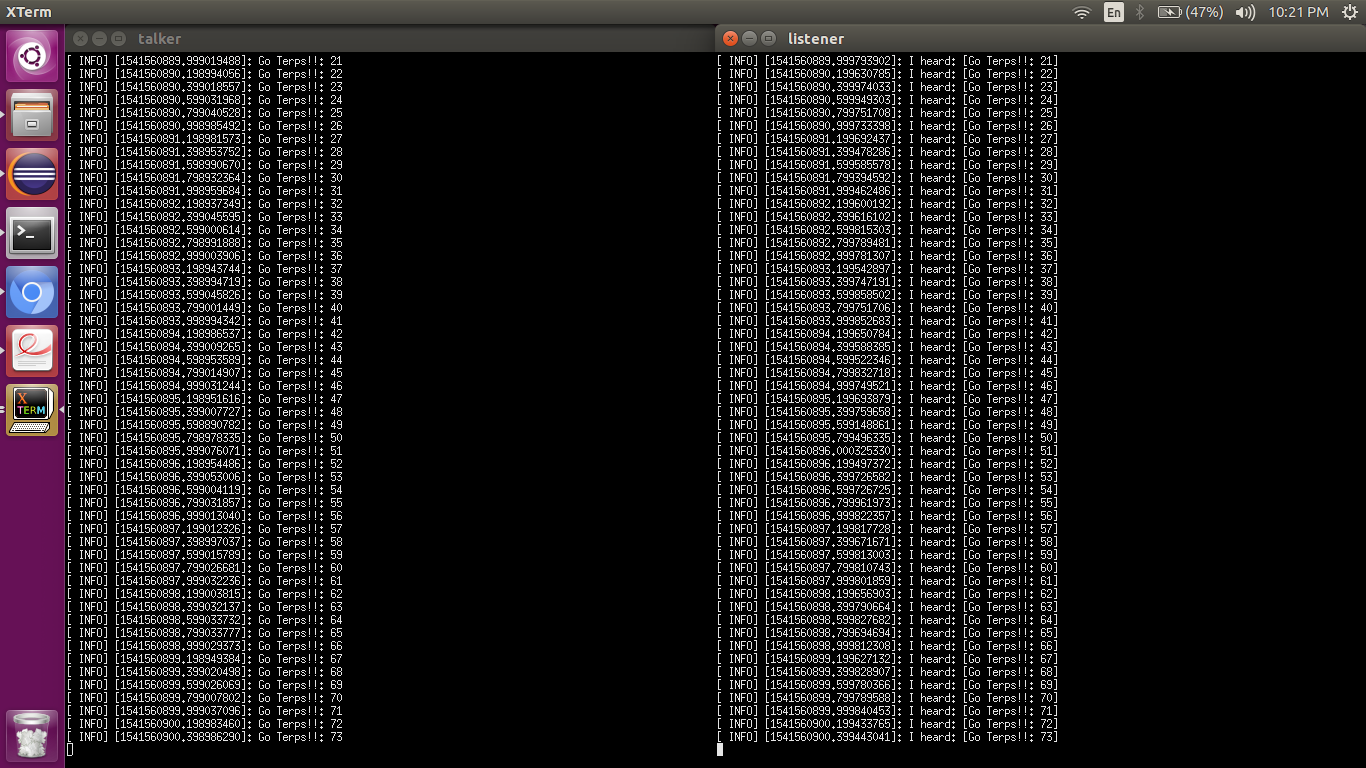 XTerm
En
(47%)
10:21 PM
talker
[ INFO] [1541560889.999019488]: Go Terps!!: 21
[ INFO] [1541560890.198994056]: Go Terps!!: 22
[ INFO] [1541560890.399018557]: Go Terps!!: 23
[ INFO] [1541560890.599031968]: Go Terps!!: 24
[ INFO] [1541560890.799040528]: Go Terps!!: 25
[ INFO] [1541560890.998985492]: Go Terps!!: 26
[ INFO] [1541560891.198981573]: Go Terps!!: 27
[ INFO] [1541560891.398953752]: Go Terps!!: 28
[ INFO] [1541560891.598990670]: Go Terps!!: 29
[ INFO] [1541560891.798932364]: Go Terps!!: 30
[ INFO] [1541560891.998959684]: Go Terps!!: 31
[ INFO] [1541560892.198937349]: Go Terps!!: 32
[ INFO] [1541560892.399045595]: Go Terps!!: 33
[ INFO] [1541560892.599000614]: Go Terps!!: 34
[ INFO] [1541560892.798991888]: Go Terps!!: 35
[ INFO] [1541560892.999003906]: Go Terps!!: 36
[ INFO] [1541560893.198943744]: Go Terps!!: 37
[ INFO] [1541560893.398994719]: Go Terps!!: 38
[ INFO] [1541560893.599045826]: Go Terps!!: 39
[ INFO] [1541560893.799001449]: Go Terps!!: 40
[ INFO] [1541560893.998994342]: Go Terps!!: 41
[ INFO] [1541560894.198986537]: Go Terps!!: 42
[ INFO] [1541560894.399009265]: Go Terps!!: 43
[ INFO] [1541560894.598953589]: Go Terps!!: 44
[ INFO] [1541560894.799014907]: Go Terps!!: 45
[ INFO] [1541560894.999031244]: Go Terps!!: 46
[ INFO] [1541560895.198951616]: Go Terps!!: 47
[ INFO] [1541560895.399007727]: Go Terps!!: 48
[ INFO] [1541560895.598890782]: Go Terps!!: 49
[ INFO] [1541560895.798978335]: Go Terps!!: 50
[ INFO] [1541560895.999076071]: Go Terps!!: 51
[ INFO] [1541560896.198954486]: Go Terps!!: 52
[ INFO] [1541560896.399053006]: Go Terps!!: 53
[ INFO] [1541560896.599004119]: Go Terps!!: 54
[ INFO] [1541560896.799031857]: Go Terps!!: 55
[ INFO] [1541560896.999013040]: Go Terps!!: 56
[ INFO] [1541560897.199012326]: Go Terps!!: 57
[ INFO] [1541560897.398997037]: Go Terps!!: 58
[ INFO] [1541560897.599015789]: Go Terps!!: 59
[ INFO] [1541560897.799026681]: Go Terps!!: 60
[ INFO] [1541560897.999032236]: Go Terps!!: 61
[ INFO] [1541560898.199003815]: Go Terps!!: 62
[ INFO] [1541560898.399032137]: Go Terps!!: 63
[ INFO] [1541560898.599033732]: Go Terps!!: 64
[ INFO] [1541560898.799033777]: Go Terps!!: 65
[ INFO] [1541560898.999029373]: Go Terps!!: 66
[ INFO] [1541560899.198949384]: Go Terps!!: 67
[ INFO] [1541560899.399020498]: Go Terps!!: 68
[ INFO] [1541560899.599026069]: Go Terps!!: 69
[ INFO] [1541560899.799007802]: Go Terps!!: 70
[ INFO] [1541560899.999037096]: Go Terps!!: 71
[ INFO] [1541560900.198983460]: Go Terps!!: 72
[ INFO] [1541560900.398986290]: Go Terps!!: 73
listener
[ INFO] [1541560889.999793902]: I heard: [Go Terps!!: 21]
[ INFO] [1541560890.199630785]: I heard: [Go Terps!!: 22]
[ INFO] [1541560890.399974033]: I heard: [Go Terps!!: 23]
[ INFO] [1541560890.599949303]: I heard: [Go Terps!!: 24]
[ INFO] [1541560890.799751708]: I heard: [Go Terps!!: 25]
[ INFO] [1541560890.999733398]: I heard: [Go Terps!!: 26]
[ INFO] [1541560891.199692437]: I heard: [Go Terps!!: 27]
[ INFO] [1541560891.399478286]: I heard: [Go Terps!!: 28]
[ INFO] [1541560891.599585578]: I heard: [Go Terps!!: 29]
[ INFO] [1541560891.799394592]: I heard: [Go Terps!!: 30]
[ INFO] [1541560891.999462486]: I heard: [Go Terps!!: 31]
[ INFO] [1541560892.199600192]: I heard: [Go Terps!!: 32]
[ INFO] [1541560892.399616102]: I heard: [Go Terps!!: 33]
[ INFO] [1541560892.599815303]: I heard: [Go Terps!!: 34]
[ INFO] [1541560892.799789481]: I heard: [Go Terps!!: 35]
[ INFO] [1541560892.999781307]: I heard: [Go Terps!!: 36]
[ INFO] [1541560893.199542897]: I heard: [Go Terps!!: 37]
[ INFO] [1541560893.399747191]: I heard: [Go Terps!!: 38]
[ INFO] [1541560893.599858502]: I heard: [Go Terps!!: 39]
[ INFO] [1541560893.799751706]: I heard: [Go Terps!!: 40]
[ INFO] [1541560893.999852683]: I heard: [Go Terps!!: 41]
[ INFO] [1541560894.199650784]: I heard: [Go Terps!!: 42]
[ INFO] [1541560894.399588385]: I heard: [Go Terps!!: 43]
[ INFO] [1541560894.599522346]: I heard: [Go Terps!!: 44]
[ INFO] [1541560894.799832718]: I heard: [Go Terps!!: 45]
[ INFO] [1541560894.999749521]: I heard: [Go Terps!!: 46]
[ INFO] [1541560895.199693879]: I heard: [Go Terps!!: 47]
[ INFO] [1541560895.399759658]: I heard: [Go Terps!!: 48]
[ INFO] [1541560895.599148861]: I heard: [Go Terps!!: 49]
[ INFO] [1541560895.799496335]: I heard: [Go Terps!!: 50]
[ INFO] [1541560896.000325330]: I heard: [Go Terps!!: 51]
[ INFO] [1541560896.199497372]: I heard: [Go Terps!!: 52]
[ INFO] [1541560896.399726582]: I heard: [Go Terps!!: 53]
[ INFO] [1541560896.599726725]: I heard: [Go Terps!!: 54]
[ INFO] [1541560896.799961973]: I heard: [Go Terps!!: 55]
[ INFO] [1541560896.999822357]: I heard: [Go Terps!!: 56]
[ INFO] [1541560897.199817728]: I heard: [Go Terps!!: 57]
[ INFO] [1541560897.399671671]: I heard: [Go Terps!!: 58]
[ INFO] [1541560897.599813003]: I heard: [Go Terps!!: 59]
[ INFO] [1541560897.799810743]: I heard: [Go Terps!!: 60]
[ INFO] [1541560897.999801859]: I heard: [Go Terps!!: 61]
[ INFO] [1541560898.199656903]: I heard: [Go Terps!!: 62]
[ INFO] [1541560898.399790664]: I heard: [Go Terps!!: 63]
[ INFO] [1541560898.599827682]: I heard: [Go Terps!!: 64]
[ INFO] [1541560898.799694694]: I heard: [Go Terps!!: 65]
[ INFO] [1541560898.999812308]: I heard: [Go Terps!!: 66]
[ INFO] [1541560899.199627132]: I heard: [Go Terps!!: 67]
[ INFO] [1541560899.399828907]: I heard: [Go Terps!!: 68]
[ INFO] [1541560899.599780366]: I heard: [Go Terps!!: 69]
[ INFO] [1541560899.799789588]: I heard: [Go Terps!!: 70]
[ INFO] [1541560899.999840453]: I heard: [Go Terps!!: 71]
[ INFO] [1541560900.199433765]: I heard: [Go Terps!!: 72]
[ INFO] [1541560900.399443041]: I heard: [Go Terps!!: 73]
X
TERM